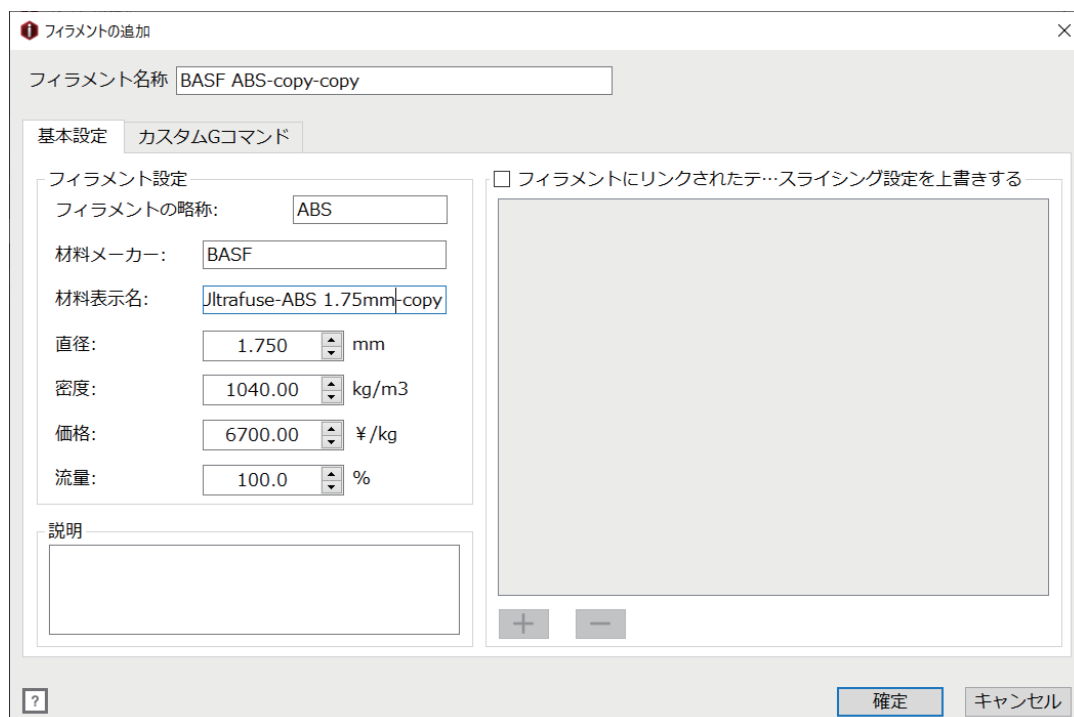 フィラメントの追加
フィラメント名称 BASF ABS-copy-copy
基本設定 カスタムGコマンド
フィラメント設定
フィラメントの略称: ABS
材料メーカー: BASF
材料表示名: Ultrafuse-ABS 1.75mm-copy
直径: 1.750 mm
密度: 1040.00 kg/m3
価格: 6700.00 ¥/kg
流量: 100.0 %
説明
フィラメントにリンクされたテ…スライシング設定を上書きする
+ −
?
確定 キャンセル